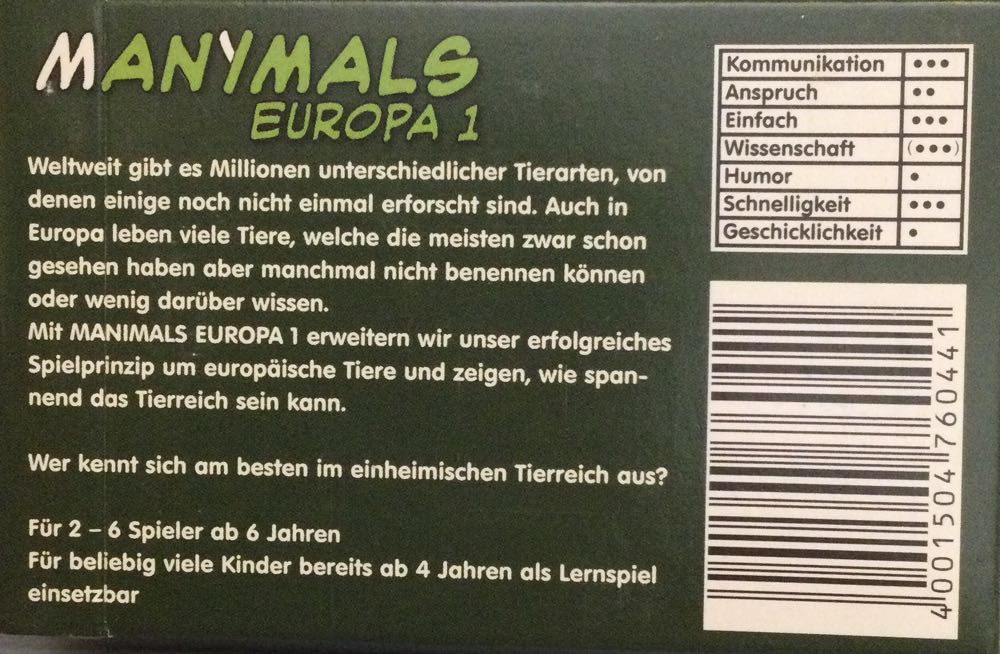 MANYMALS
EUROPA 1
Weltweit gibt es Millionen unterschiedlicher Tierarten, von
denen einige noch nicht einmal erforscht sind. Auch in
Europa leben viele Tiere, welche die meisten zwar schon
gesehen haben aber manchmal nicht benennen können
oder wenig darüber wissen.
Mit MANIMALS EUROPA 1 erweitern wir unser erfolgreiches
Spielprinzip um europäische Tiere und zeigen, wie span-
nend das Tierreich sein kann.
Wer kennt sich am besten im einheimischen Tierreich aus?
Für 2 – 6 Spieler ab 6 Jahren
Für beliebig viele Kinder bereits ab 4 Jahren als Lernspiel
einsetzbar
Kommunikation •••
Anspruch ••
Einfach •••
Wissenschaft (•••)
Humor •
Schnelligkeit •••
Geschicklichkeit •
4001504760441